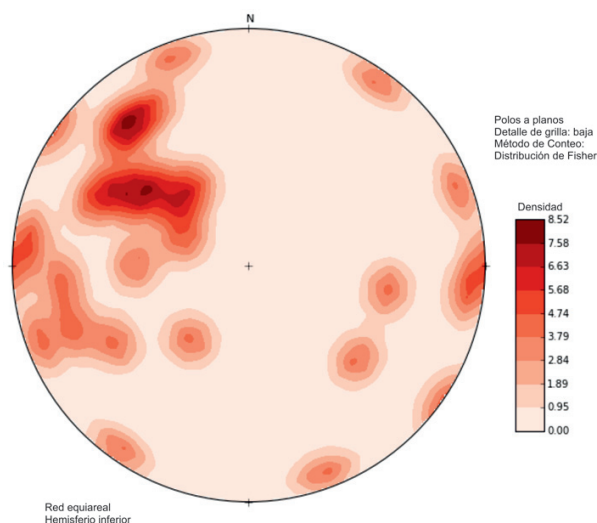 N
Polos a planos
Detalle de grilla: baja
Método de Conteo:
Distribución de Fisher
Densidad
8.52
7.58
6.63
5.68
4.74
3.79
2.84
1.89
0.95
0.00
Red equiareal
Hemisferio inferior